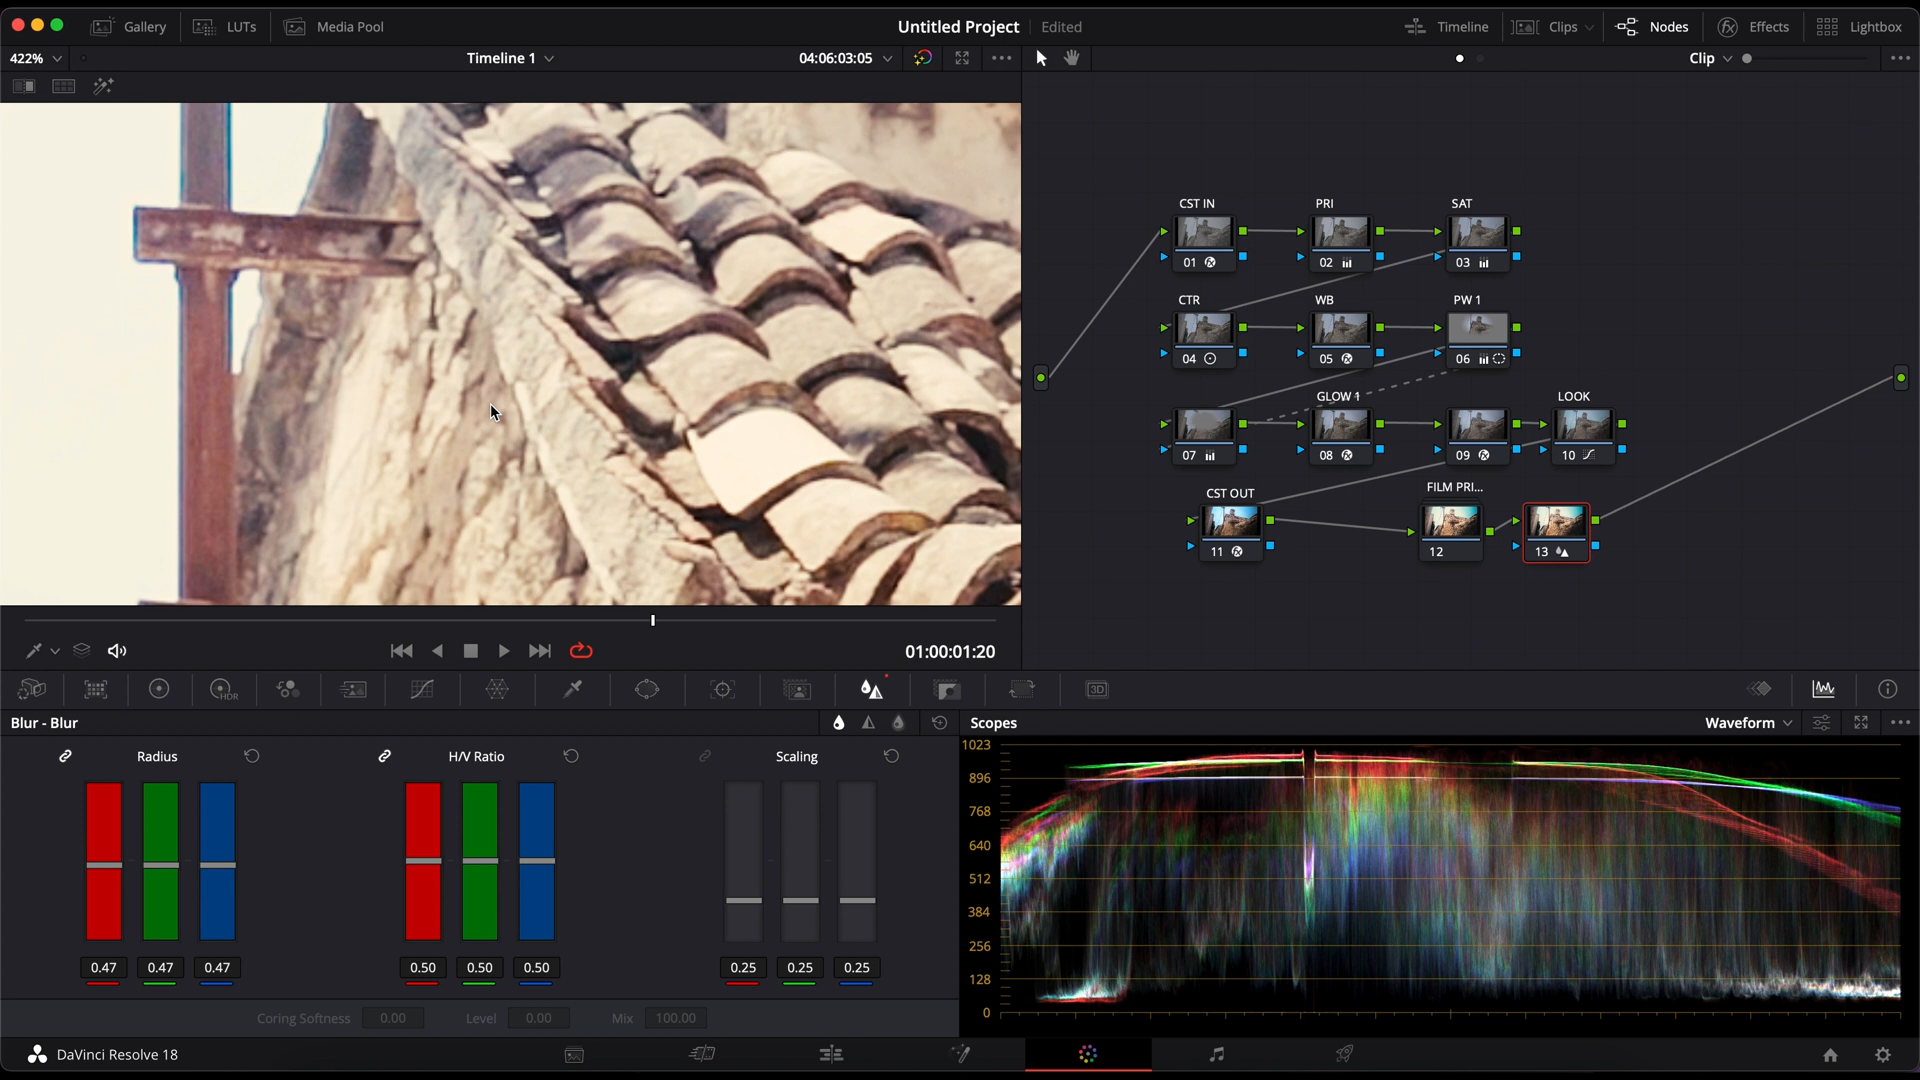 Gallery
LUTs
Media Pool
Untitled Project
Edited
Timeline
Clips
Nodes
Effects
Lightbox
422%
Timeline 1
04:06:03:05
Clip
CST IN
PRI
SAT
01
02
03
CTR
WB
PW 1
04
05
06
GLOW 1
LOOK
07
08
09
10
CST OUT
FILM PRI...
11
12
13
01:00:01:20
HDR
3D
Blur - Blur
Scopes
Waveform
Radius
H/V Ratio
Scaling
1023
896
768
640
512
384
256
128
0
0.47
0.47
0.47
0.50
0.50
0.50
0.25
0.25
0.25
Coring Softness
0.00
Level
0.00
Mix
100.00
DaVinci Resolve 18